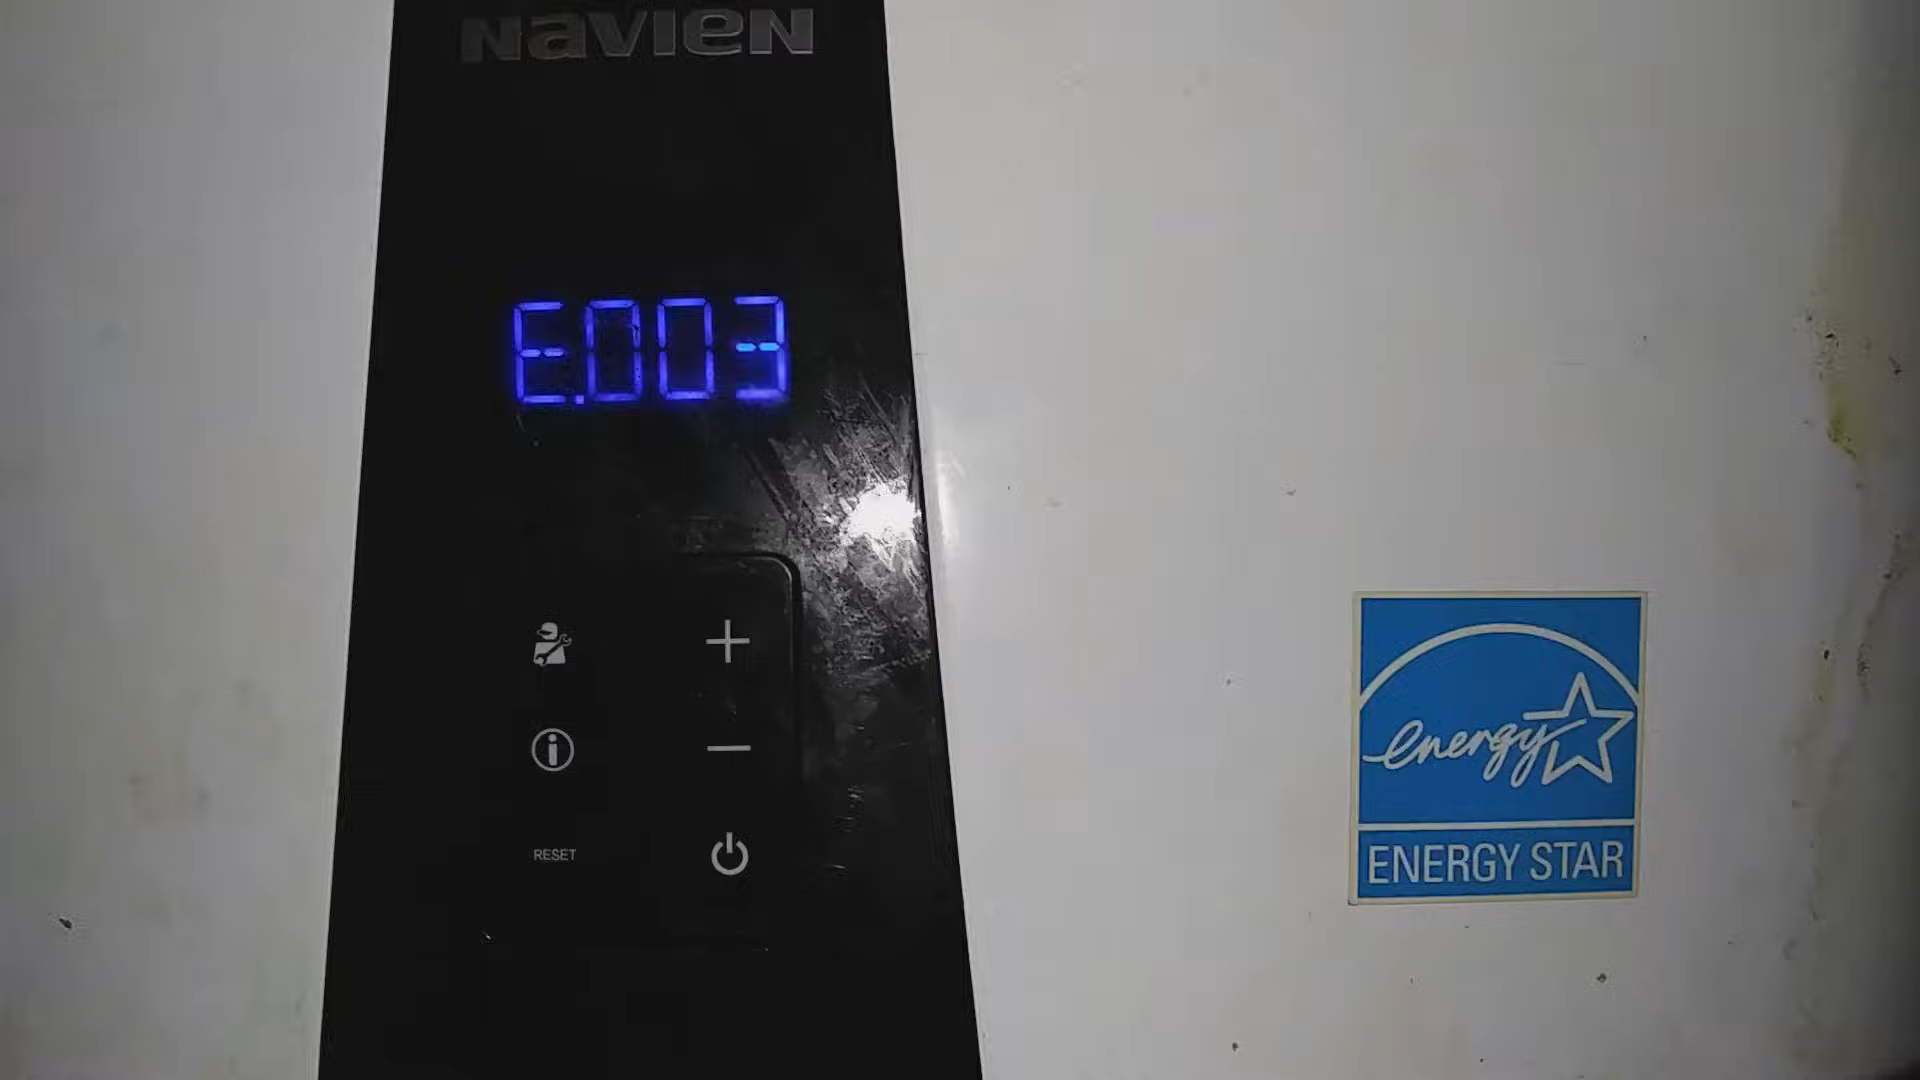 NAVIEN
E.003
RESET
energy
ENERGY STAR